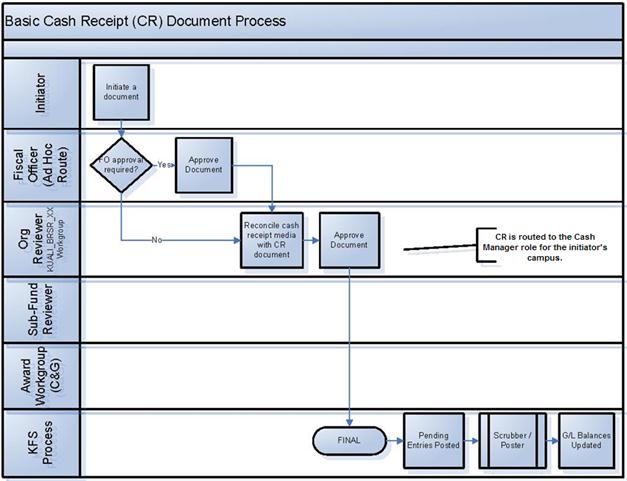 Basic Cash Receipt (CR) Document Process
Initiator
Initiate a
document
Fiscal
Officer
(Ad Hoc
Route)
FO approval
required?
Yes
Approve
Document
Org
Reviewer
KUALI_BRSR_XX
Workgroup
No
Reconcile cash
receipt media
with CR
document
Approve
Document
CR is routed to the Cash
Manager role for the initiator's
campus.
Sub-Fund
Reviewer
Award
Workgroup
(C&G)
KFS
Process
FINAL
Pending
Entries Posted
Scrubber /
Poster
G/L Balances
Updated